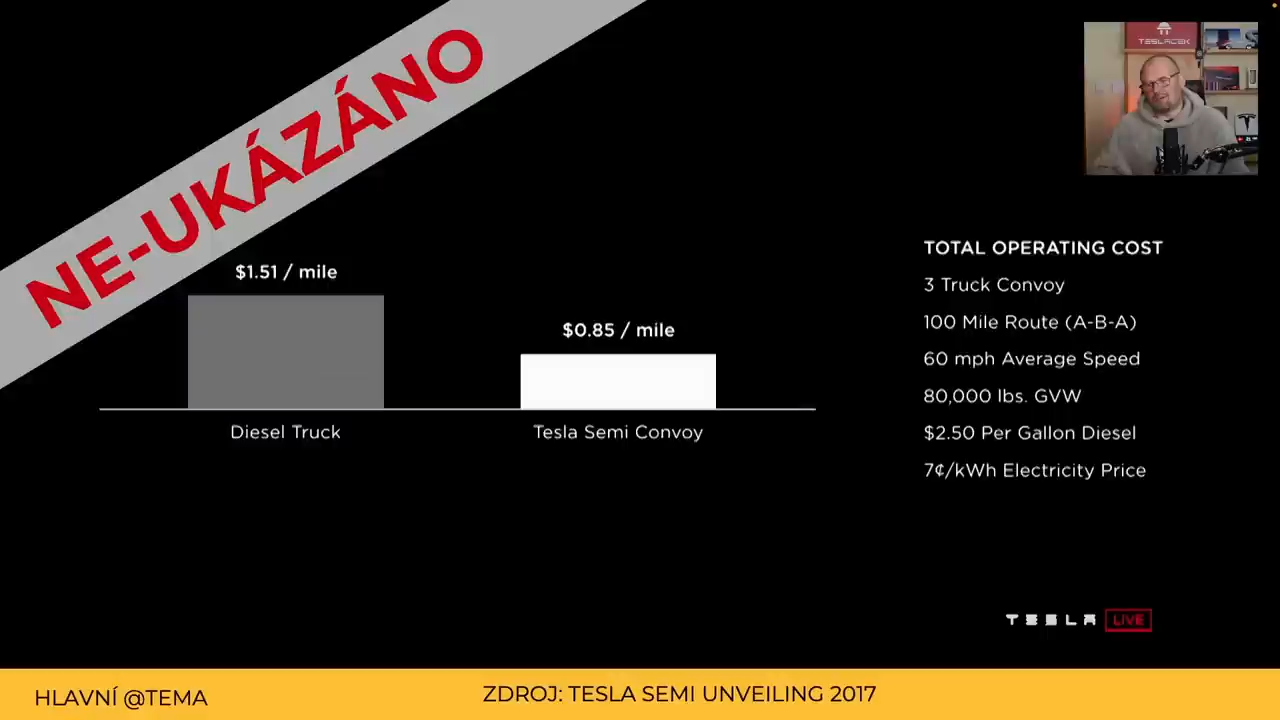 NE-UKÁZÁNO
TESLACEK
$1.51 / mile
$0.85 / mile
Diesel Truck
Tesla Semi Convoy
TOTAL OPERATING COST
3 Truck Convoy
100 Mile Route (A-B-A)
60 mph Average Speed
80,000 lbs. GVW
$2.50 Per Gallon Diesel
7¢/kWh Electricity Price
TESLA LIVE
HLAVNÍ @TEMA
ZDROJ: TESLA SEMI UNVEILING 2017